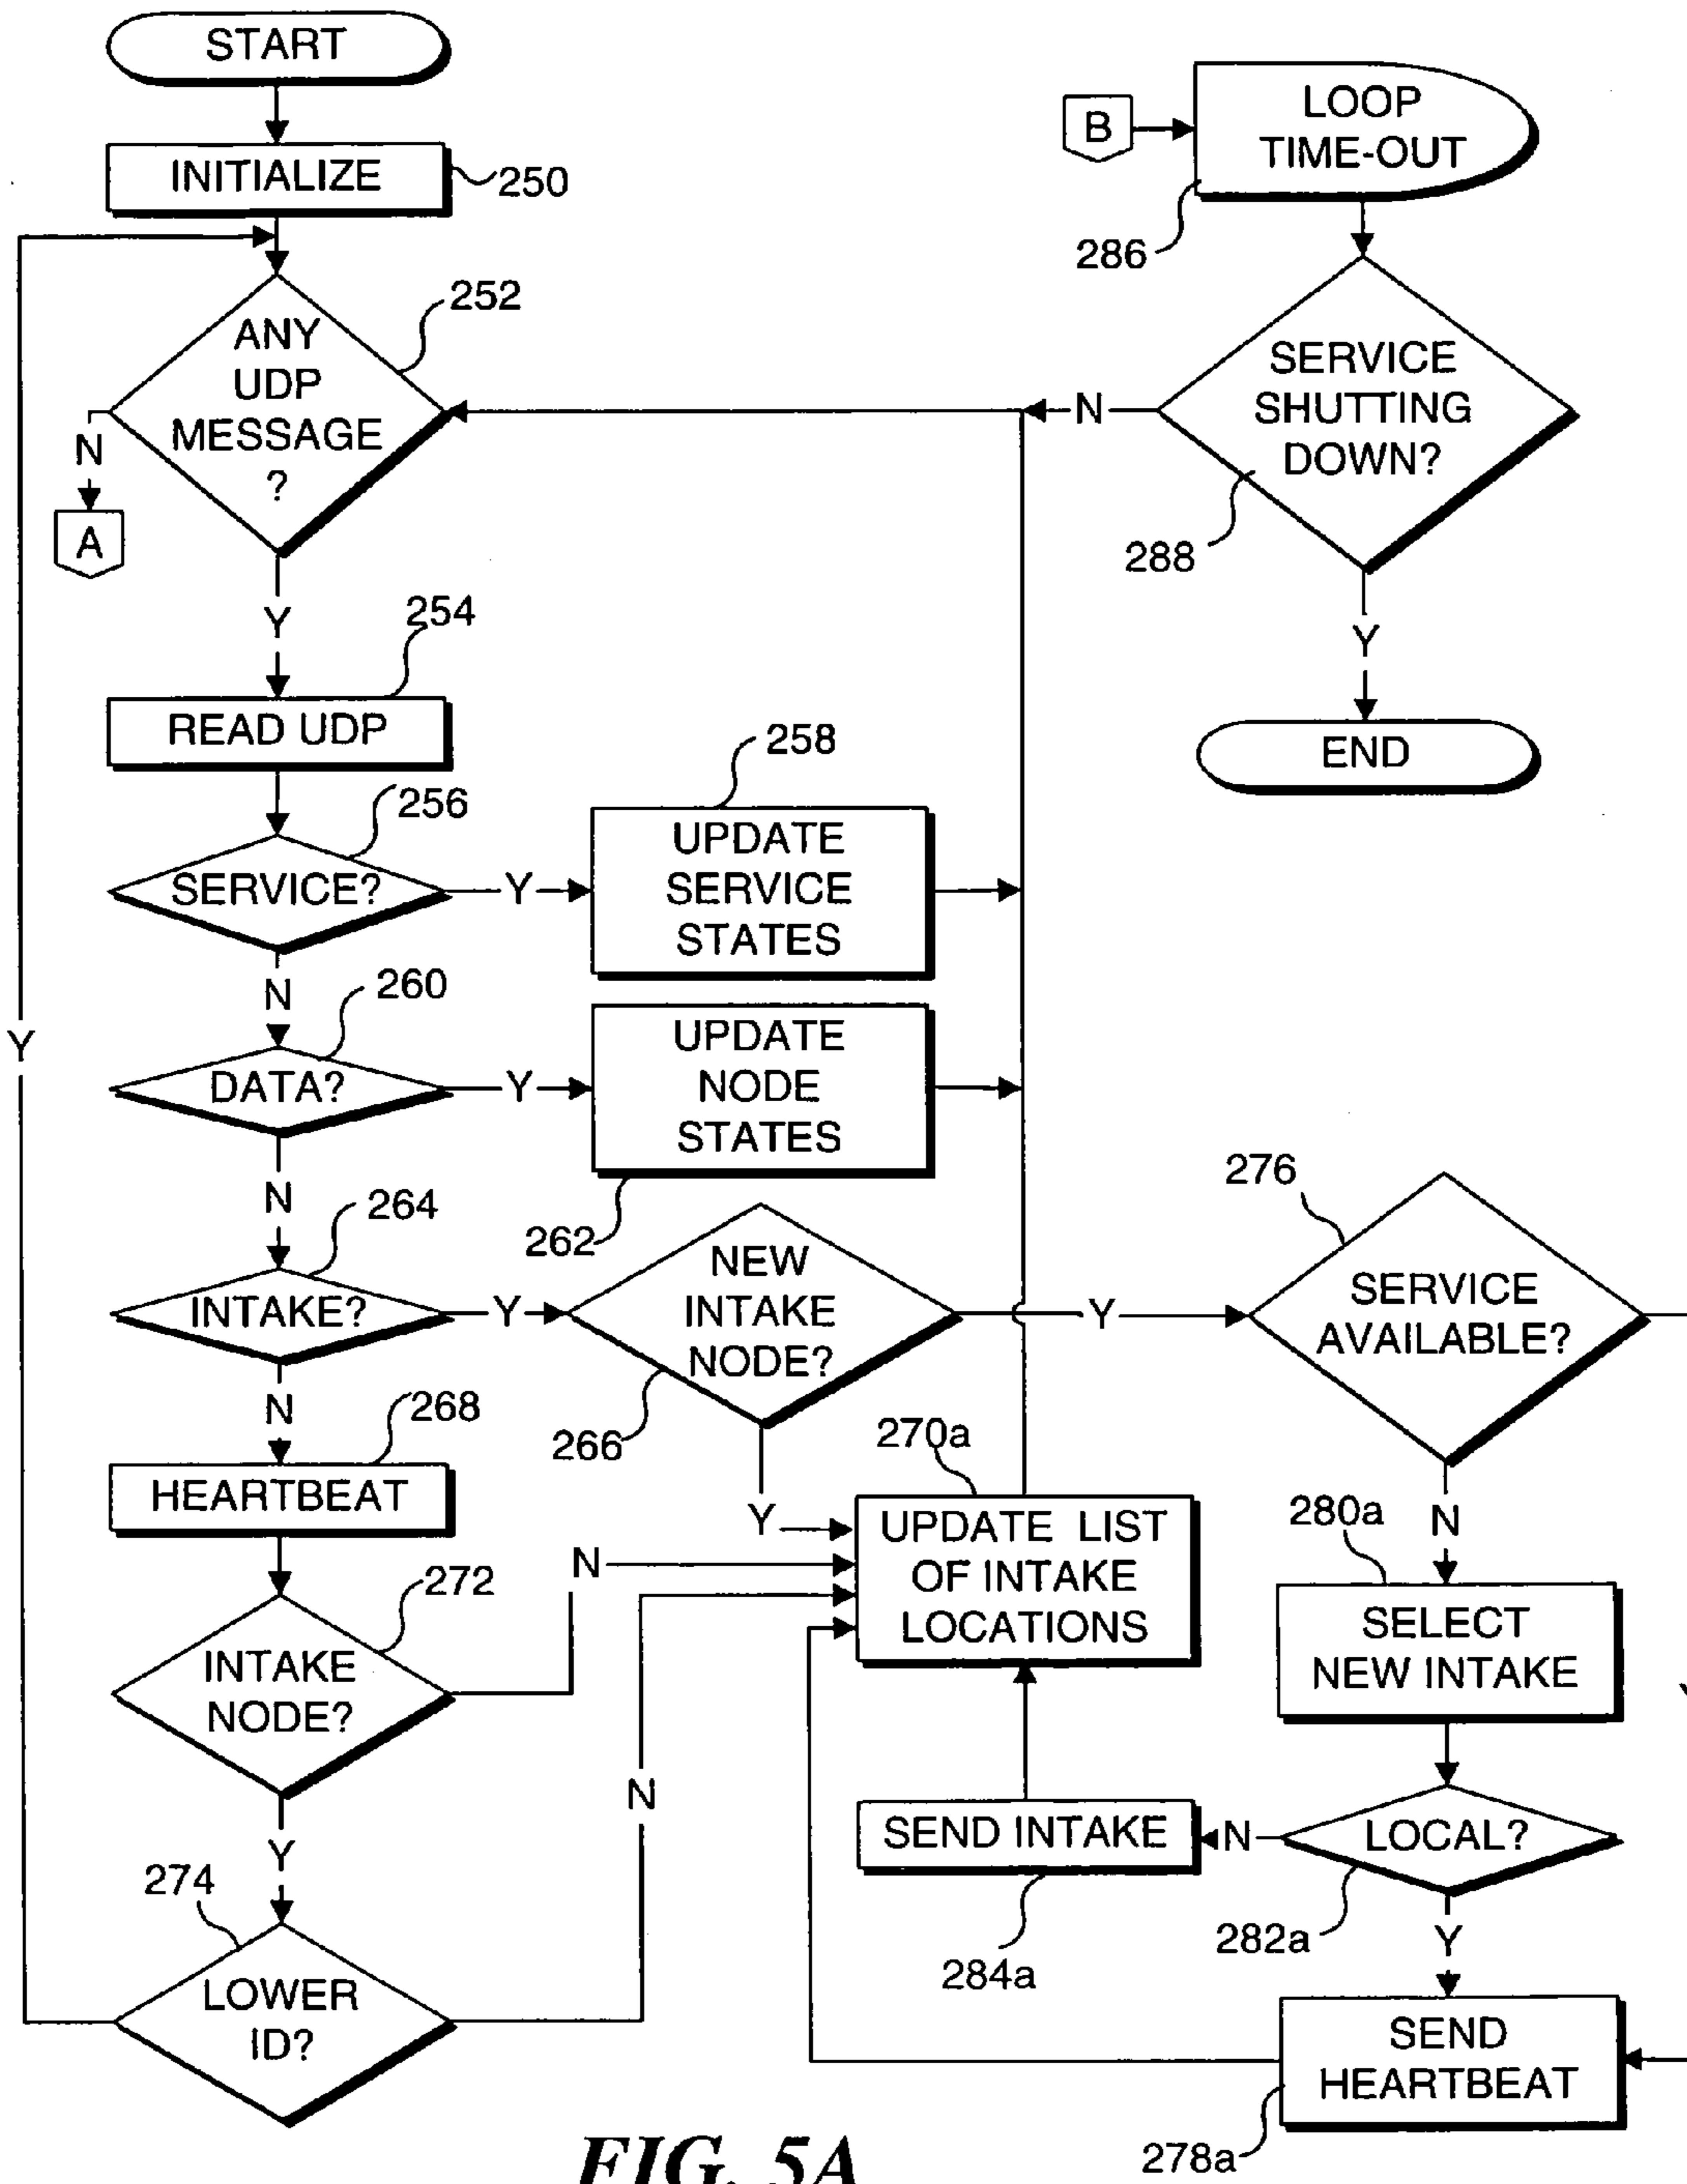 START
INITIALIZE
250
252
ANY
UDP
MESSAGE
?
N
A
Y
254
READ UDP
256
SERVICE?
Y
258
UPDATE
SERVICE
STATES
N
260
DATA?
Y
UPDATE
NODE
STATES
262
Y
N
264
INTAKE?
Y
NEW
INTAKE
NODE?
266
Y
Y
N
268
HEARTBEAT
272
INTAKE
NODE?
N
Y
274
LOWER
ID?
N
270a
UPDATE LIST
OF INTAKE
LOCATIONS
B
LOOP
TIME-OUT
286
SERVICE
SHUTTING
DOWN?
N
288
Y
END
276
SERVICE
AVAILABLE?
N
280a
SELECT
NEW INTAKE
LOCAL?
N
SEND INTAKE
284a
282a
Y
SEND
HEARTBEAT
278a
FIG. 5A